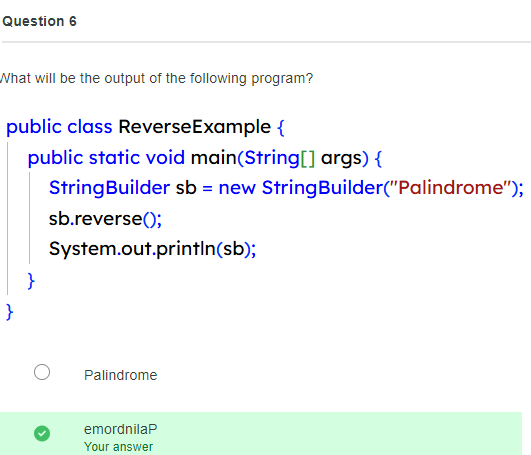 Question 6
What will be the output of the following program?
public class ReverseExample {
public static void main(String[] args) {
StringBuilder sb = new StringBuilder("Palindrome");
sb.reverse();
System.out.println(sb);
}
}
Palindrome
emordnilaP
Your answer